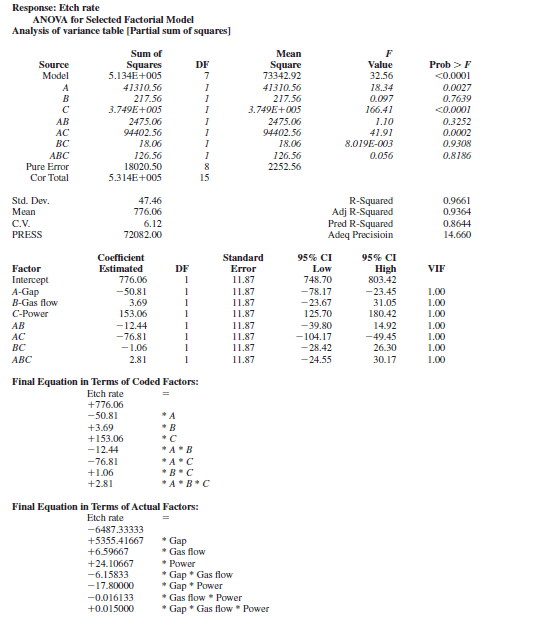 Response: Etch rate
ANOVA for Selected Factorial Model
Analysis of variance table [Partial sum of squares]
Sum of Mean F
Source Squares DF Square Value Prob > F
Model 5.134E+005 7 73342.92 32.56 <0.0001
A 41310.56 1 41310.56 18.34 0.0027
B 217.56 1 217.56 0.097 0.7639
C 3.749E+005 1 3.749E+005 166.41 <0.0001
AB 2475.06 1 2475.06 1.10 0.3252
AC 94402.56 1 94402.56 41.91 0.0002
BC 18.06 1 18.06 8.019E-003 0.9308
ABC 126.56 1 126.56 0.056 0.8186
Pure Error 18020.50 8 2252.56
Cor Total 5.314E+005 15
Std. Dev. 47.46 R-Squared 0.9661
Mean 776.06 Adj R-Squared 0.9364
C.V. 6.12 Pred R-Squared 0.8644
PRESS 72082.00 Adeq Precisioin 14.660
Coefficient Standard 95% CI 95% CI
Factor Estimated DF Error Low High VIF
Intercept 776.06 1 11.87 748.70 803.42
A-Gap −50.81 1 11.87 −78.17 −23.45 1.00
B-Gas flow 3.69 1 11.87 −23.67 31.05 1.00
C-Power 153.06 1 11.87 125.70 180.42 1.00
AB −12.44 1 11.87 −39.80 14.92 1.00
AC −76.81 1 11.87 −104.17 −49.45 1.00
BC −1.06 1 11.87 −28.42 26.30 1.00
ABC 2.81 1 11.87 −24.55 30.17 1.00
Final Equation in Terms of Coded Factors:
Etch rate =
+776.06
−50.81 * A
+3.69 * B
+153.06 * C
−12.44 * A * B
−76.81 * A * C
+1.06 * B * C
+2.81 * A * B * C
Final Equation in Terms of Actual Factors:
Etch rate =
−6487.33333
+5355.41667 * Gap
+6.59667 * Gas flow
+24.10667 * Power
−6.15833 * Gap * Gas flow
−17.80000 * Gap * Power
−0.016133 * Gas flow * Power
+0.015000 * Gap * Gas flow * Power